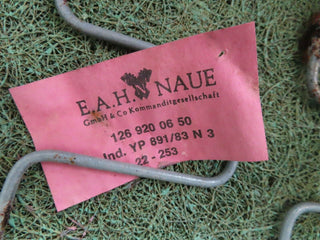 E.A.H. NAUE
GmbH & Co Kommanditgesellschaft
126 920 06 50
Ind. YP 891/83 N 3
22 - 253